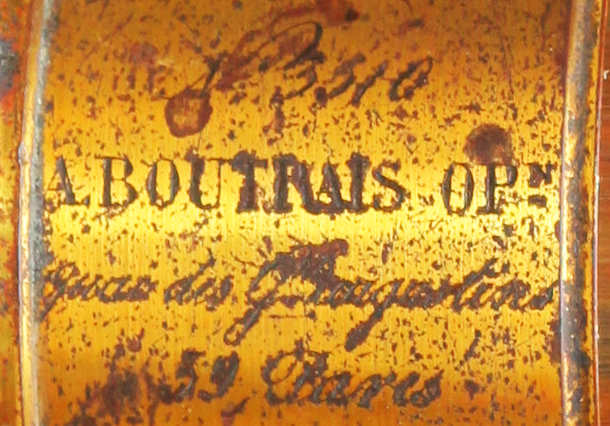 N. 3310
A BOUTRAIS OPN
quai des Gds augustins
59 Paris